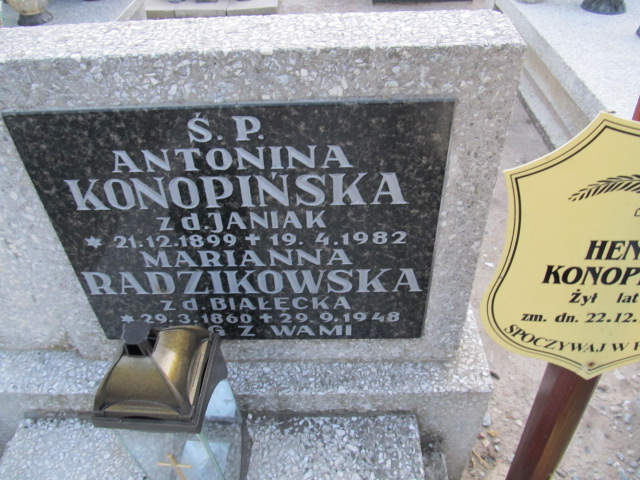 Ś. P.
ANTONINA
KONOPIŃSKA
Z d. JANIAK
* 21.12.1899 + 19.4.1982
MARIANNA
RADZIKOWSKA
Z d. BIAŁECKA
* 29.3.1860 + 29.9.1948
Z WAMI
HEN
KONOP
Żył lat
zm. dn. 22.12.
SPOCZYWAJ W